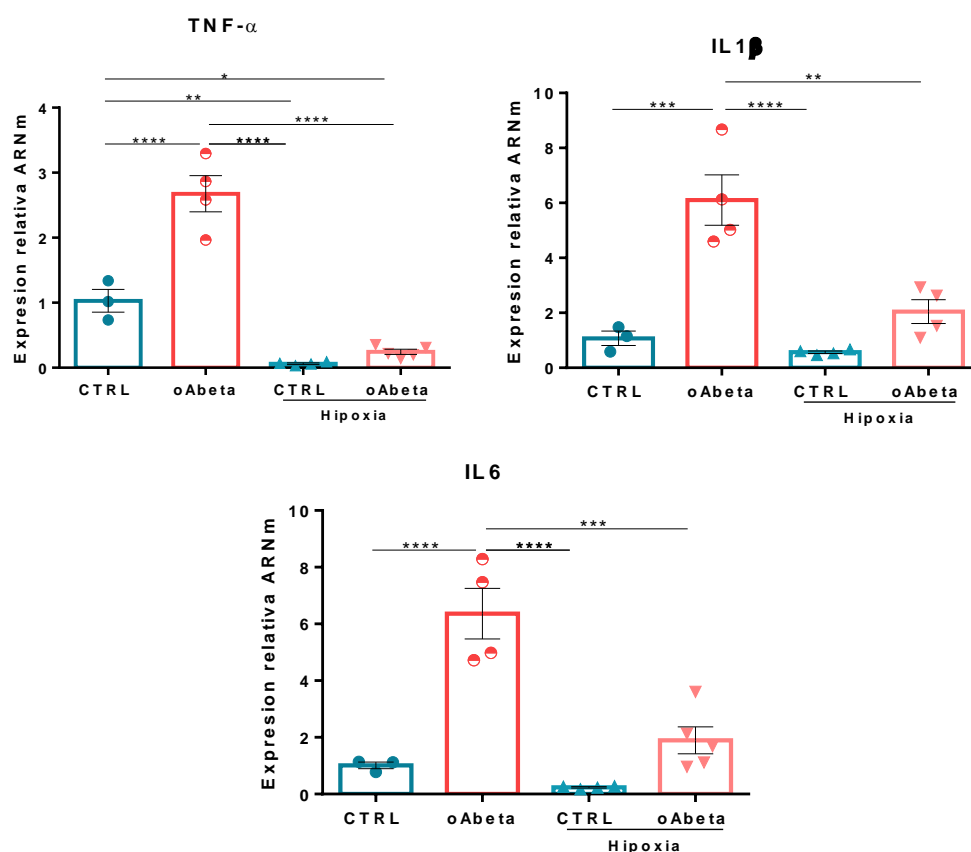 TNF-α
*
**
****
**** ****
Expresion relativa ARNm
4
3
2
1
0
CTRL oAbeta CTRL oAbeta
Hipoxia
IL1β
**
*** ****
Expresion relativa ARNm
10
8
6
4
2
0
CTRL oAbeta CTRL oAbeta
Hipoxia
IL6
***
**** ****
Expresion relativa ARNm
10
8
6
4
2
0
CTRL oAbeta CTRL oAbeta
Hipoxia